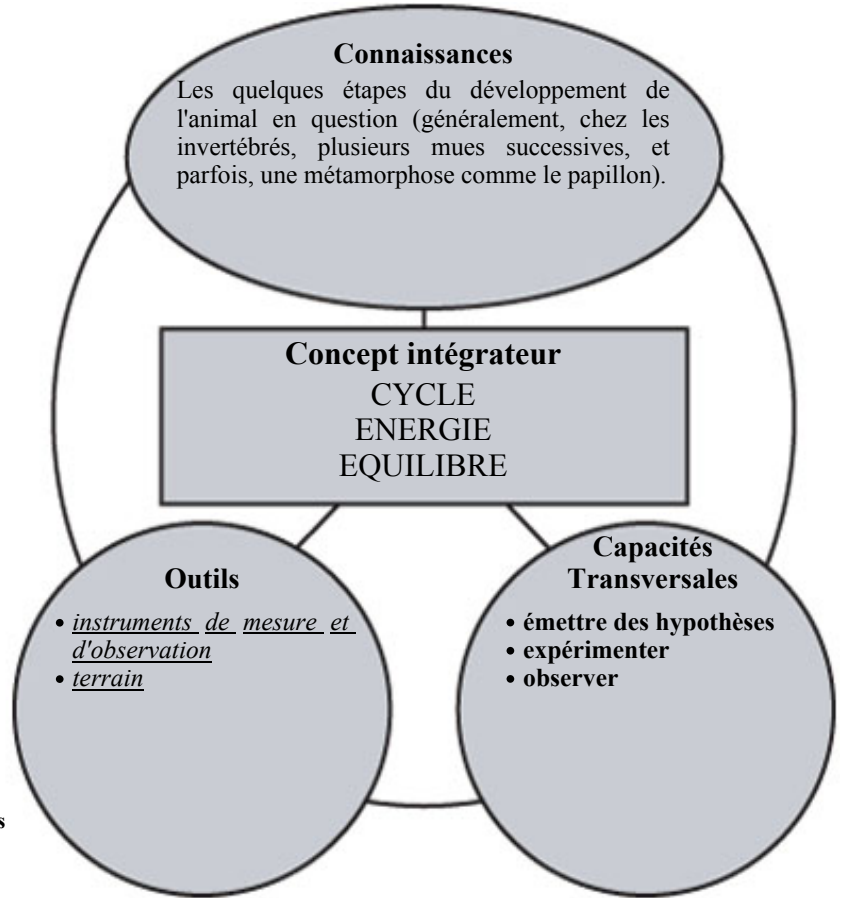 Connaissances
Les quelques étapes du développement de
l'animal en question (généralement, chez les
invertébrés, plusieurs mues successives, et
parfois, une métamorphose comme le papillon).
Concept intégrateur
CYCLE
ENERGIE
EQUILIBRE
Outils
• instruments de mesure et
d'observation
• terrain
Capacités
Transversales
• émettre des hypothèses
• expérimenter
• observer
s